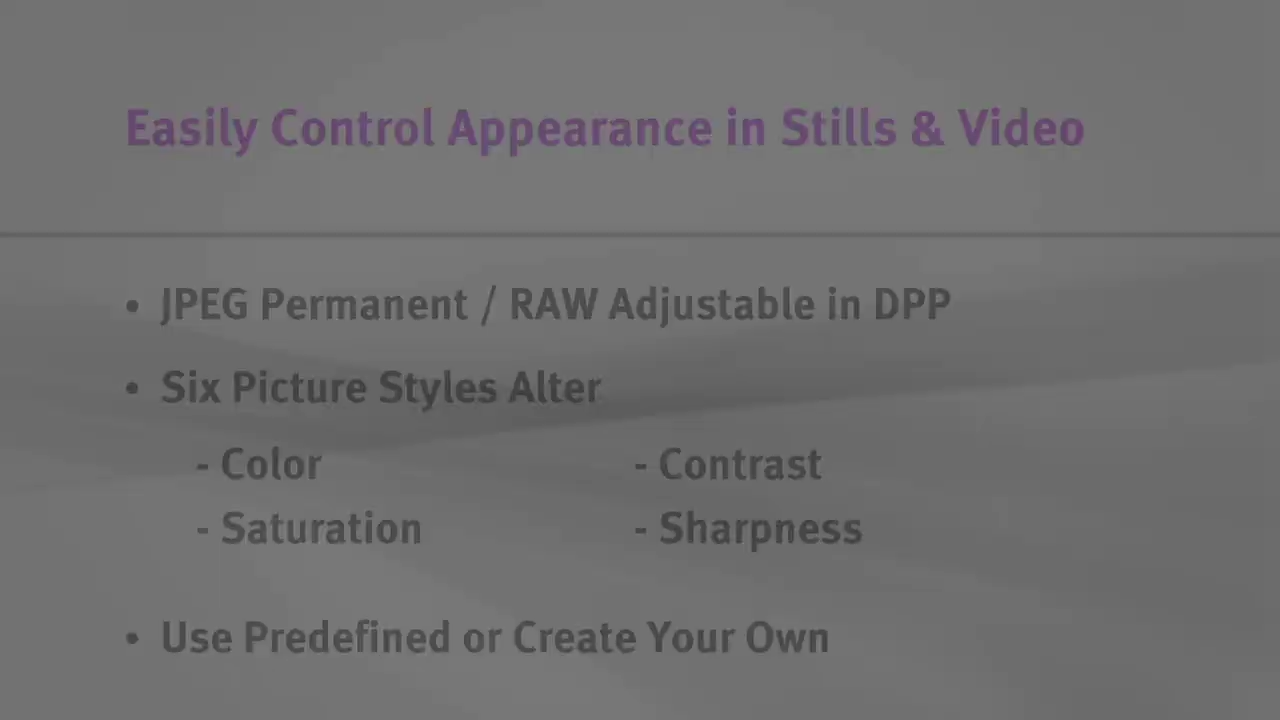 Easily Control Appearance in Stills & Video
• JPEG Permanent / RAW Adjustable in DPP
• Six Picture Styles Alter
- Color - Contrast
- Saturation - Sharpness
• Use Predefined or Create Your Own